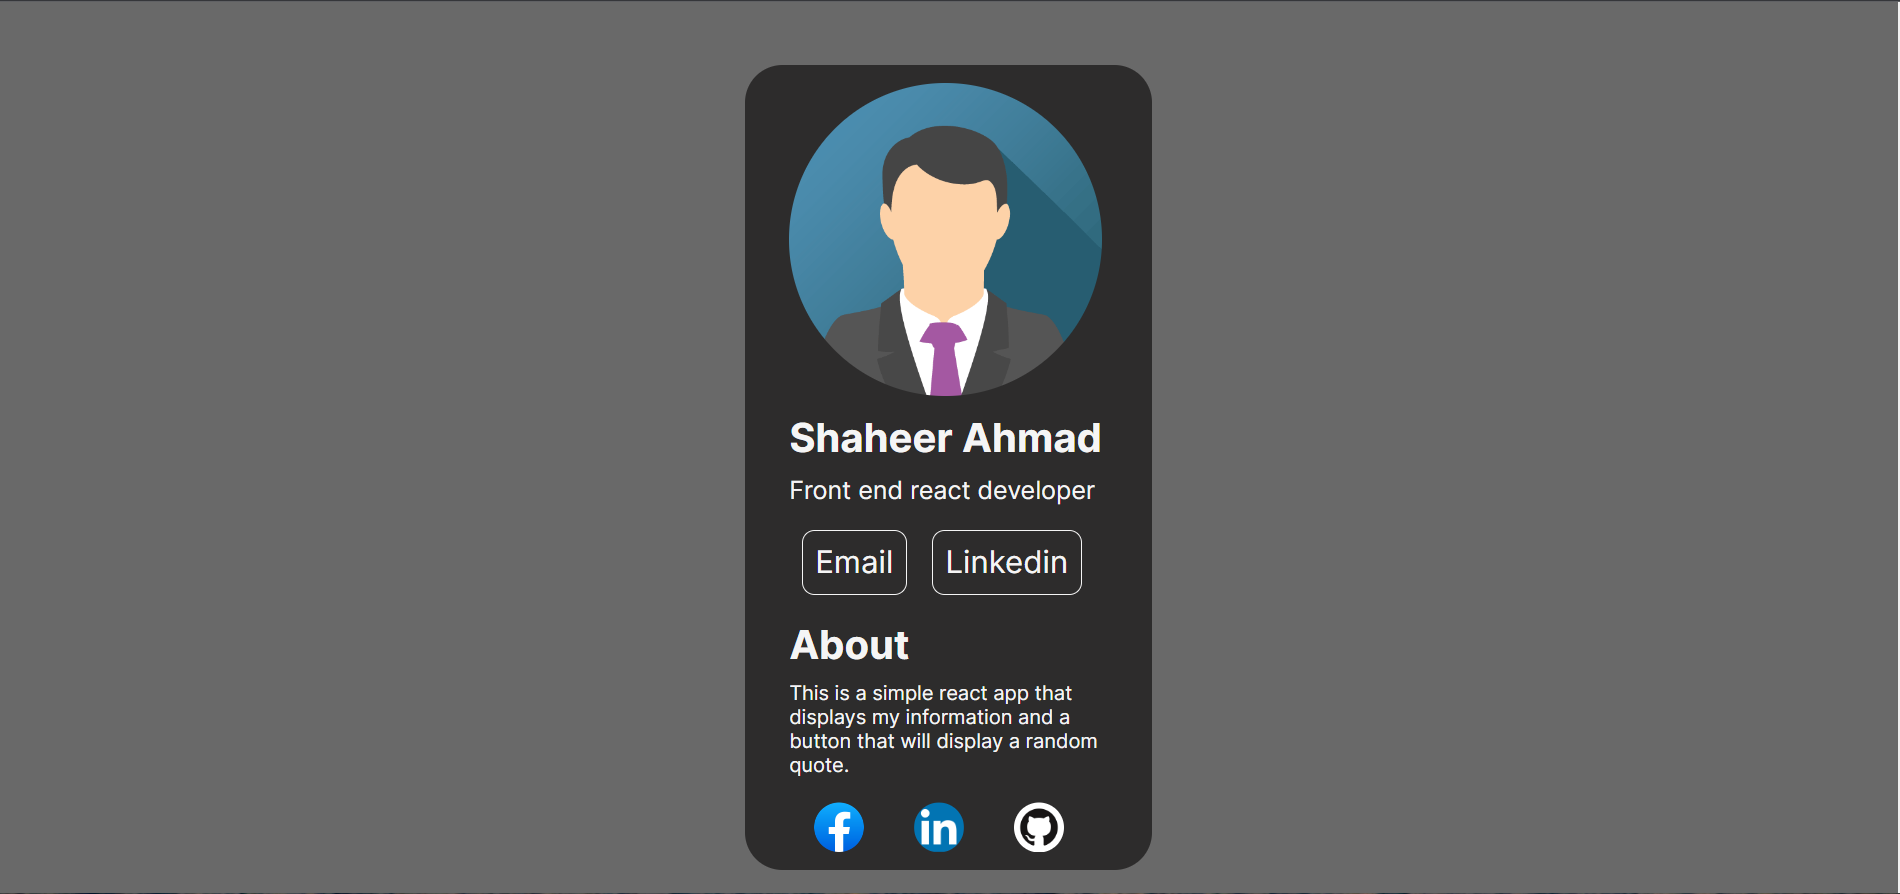 Shaheer Ahmad
Front end react developer
Email
Linkedin
About
This is a simple react app that
displays my information and a
button that will display a random
quote.
f
in